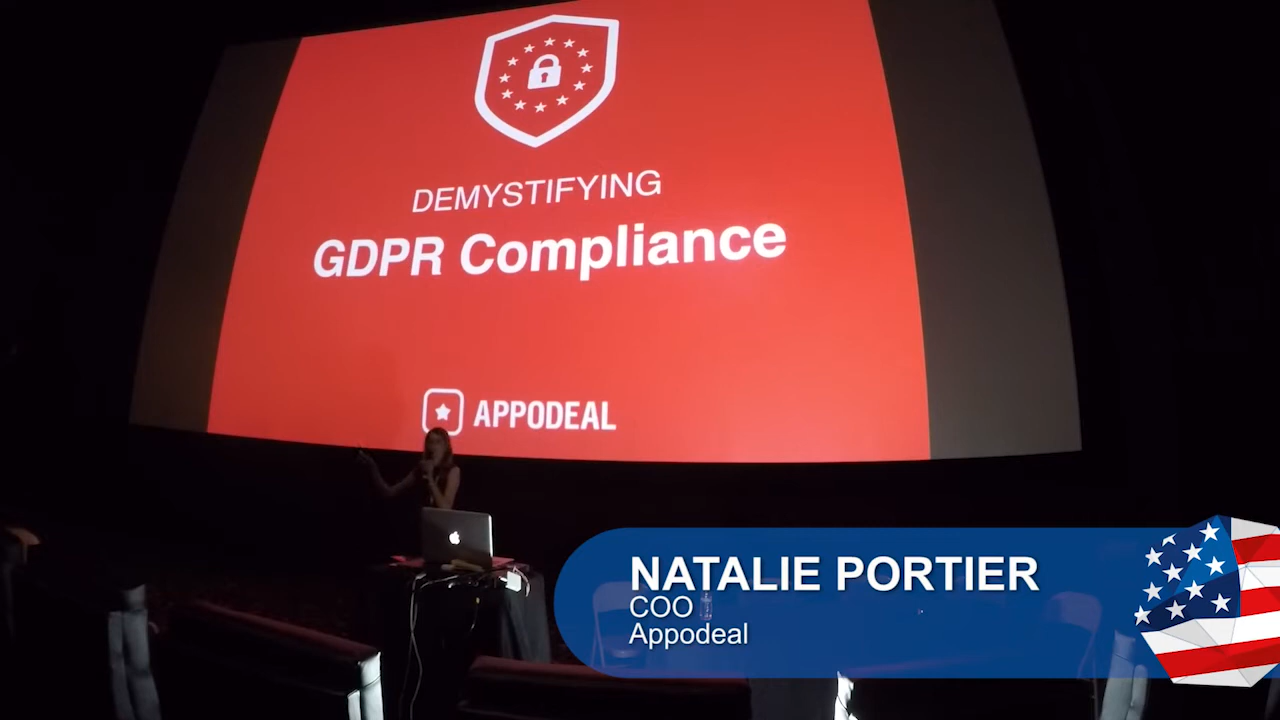 DEMYSTIFYING
GDPR Compliance
APPODEAL
NATALIE PORTIER
COO
Appodeal